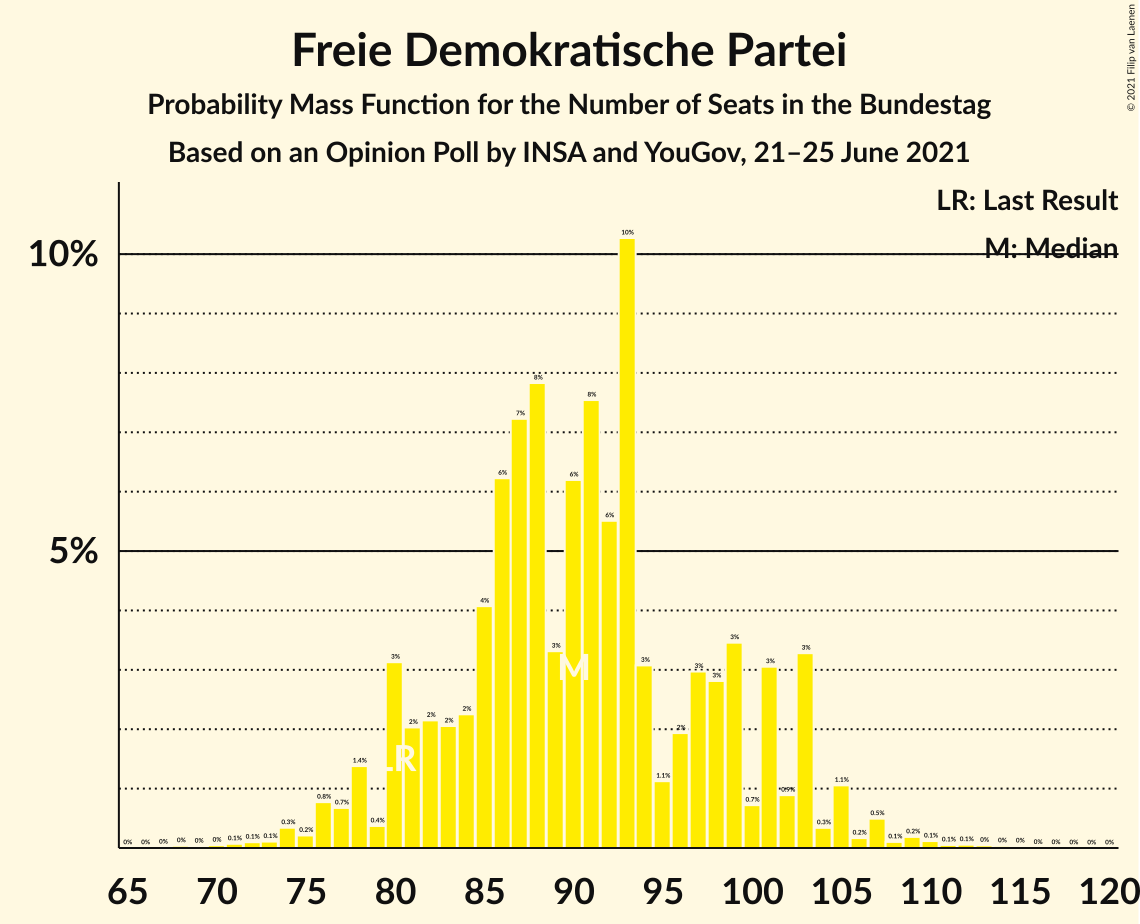 Freie Demokratische Partei
Probability Mass Function for the Number of Seats in the Bundestag
Based on an Opinion Poll by INSA and YouGov, 21–25 June 2021
© 2021 Filip van Laenen
LR: Last Result
M: Median
10%
5%
0% 0% 0% 0% 0% 0% 0.1% 0.1% 0.1% 0.3% 0.2% 0.8% 0.7% 1.4% 0.4% 3% 2% 2% 2% 2% 4% 6% 7% 8% 3% 6% 8% 6% 10% 3% 1.1% 2% 3% 3% 3% 0.7% 3% 0.9% 3% 0.3% 1.1% 0.2% 0.5% 0.1% 0.2% 0.1% 0.1% 0.1% 0% 0% 0% 0% 0% 0% 0% 0%
LR
M
65 70 75 80 85 90 95 100 105 110 115 120